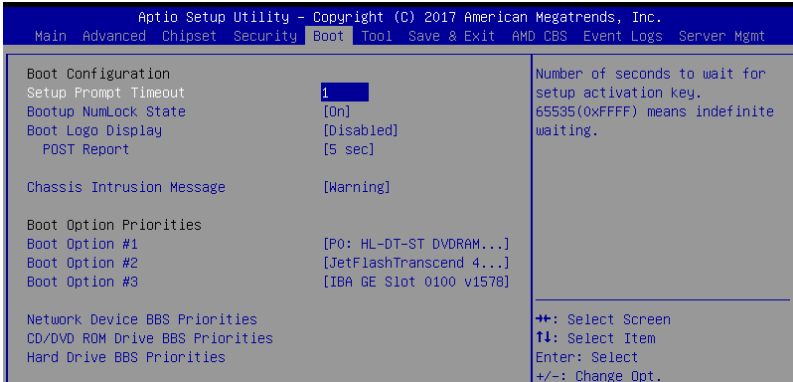 Aptio Setup Utility – Copyright (C) 2017 American Megatrends, Inc.
Main Advanced Chipset Security Boot Tool Save & Exit AMD CBS Event Logs Server Mgmt
Boot Configuration
Setup Prompt Timeout 1
Bootup NumLock State [On]
Boot Logo Display [Disabled]
POST Report [5 sec]
Chassis Intrusion Message [Warning]
Boot Option Priorities
Boot Option #1 [P0: HL-DT-ST DVDRAM...]
Boot Option #2 [JetFlashTranscend 4...]
Boot Option #3 [IBA GE Slot 0100 v1578]
Network Device BBS Priorities
CD/DVD ROM Drive BBS Priorities
Hard Drive BBS Priorities
Number of seconds to wait for
setup activation key.
65535(0xFFFF) means indefinite
waiting.
→←: Select Screen
↑↓: Select Item
Enter: Select
+/-: Change Opt.